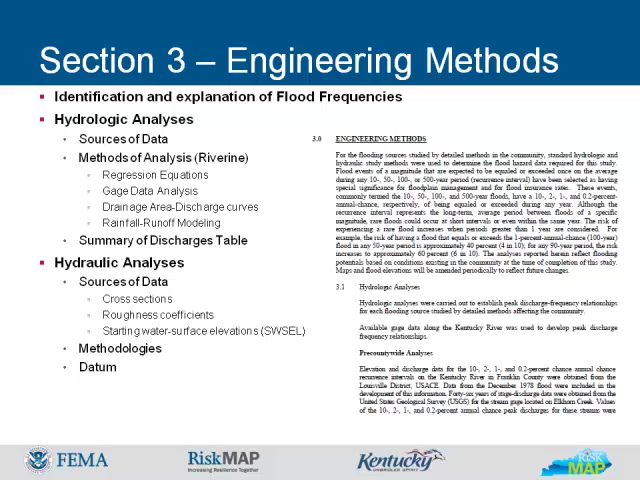 Section 3 – Engineering Methods
Identification and explanation of Flood Frequencies
Hydrologic Analyses
Sources of Data
Methods of Analysis (Riverine)
Regression Equations
Gage Data Analysis
Drainage Area-Discharge curves
Rainfall-Runoff Modeling
Summary of Discharges Table
Hydraulic Analyses
Sources of Data
Cross sections
Roughness coefficients
Starting water-surface elevations (SWSEL)
Methodologies
Datum
3.0 ENGINEERING METHODS
For the flooding sources studied by detailed methods in the community, standard hydrologic and
hydraulic study methods were used to determine the flood hazard data required for this study.
Flood events of a magnitude that are expected to be equaled or exceeded once on the average
during any 10-, 50-, 100-, or 500-year period (recurrence interval) have been selected as having
special significance for floodplain management and for flood insurance rates. These events,
commonly termed the 10-, 50-, 100-, and 500-year floods, have a 10-, 2-, 1-, and 0.2-percent-
annual-chance, respectively, of being equaled or exceeded during any year. Although the
recurrence interval represents the long-term, average period between floods of a specific
magnitude, rare floods could occur at short intervals or even within the same year. The risk of
experiencing a rare flood increases when periods greater than 1 year are considered. For
example, the risk of having a flood that equals or exceeds the 1-percent-annual-chance (100-year)
flood in any 50-year period is approximately 40 percent (4 in 10); for any 90-year period, the risk
increases to approximately 60 percent (6 in 10). The analyses reported herein reflect flooding
potentials based on conditions existing in the community at the time of completion of this study.
Maps and flood elevations will be amended periodically to reflect future changes.
3.1 Hydrologic Analyses
Hydrologic analyses were carried out to establish peak discharge-frequency relationships
for each flooding source studied by detailed methods affecting the community.
Available gage data along the Kentucky River was used to develop peak discharge
frequency relationships.
Precountywide Analyses
Elevation and discharge data for the 10-, 2-, 1-, and 0.2-percent chance annual chance
recurrence intervals on the Kentucky River in Franklin County were obtained from the
Louisville District, USACE. Data from the December 1978 flood were included in the
development of this information. Forty-six years of stage-discharge data were obtained from the
United States Geological Survey (USGS) for the stream gage located on Elkhorn Creek. Values
of the 10-, 2-, 1-, and 0.2-percent annual chance peak discharges for these streams were
FEMA
RiskMAP
Increasing Resilience Together
Kentucky
UNBRIDLED SPIRIT
RISK
MAP